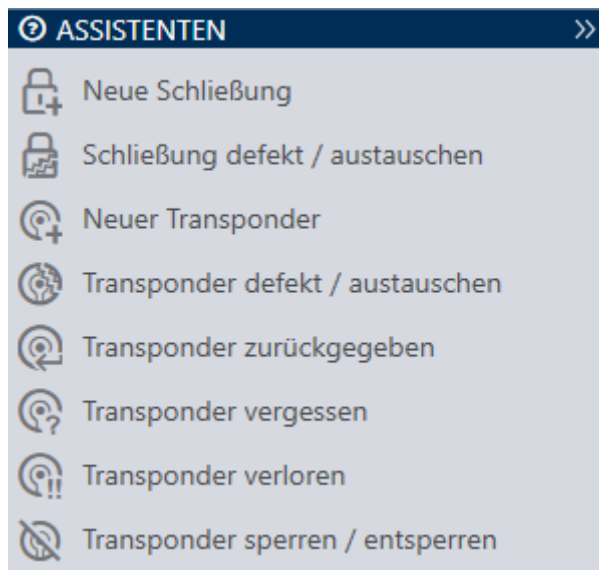 ASSISTENTEN
Neue Schließung
Schließung defekt / austauschen
Neuer Transponder
Transponder defekt / austauschen
Transponder zurückgegeben
Transponder vergessen
Transponder verloren
Transponder sperren / entsperren